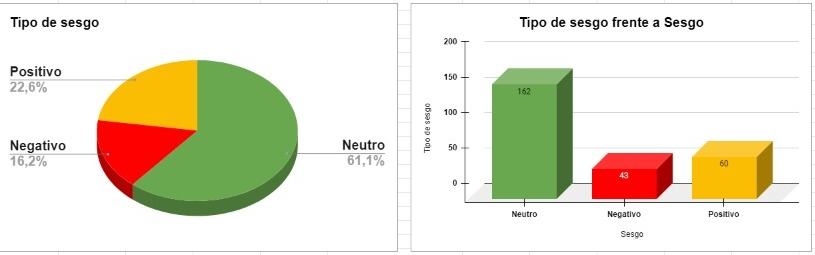 Tipo de sesgo
Positivo
22,6%
Negativo
16,2%
Neutro
61,1%
Tipo de sesgo frente a Sesgo
Tipo de sesgo
200
150
100
50
0
162
43
60
Neutro
Negativo
Positivo
Sesgo